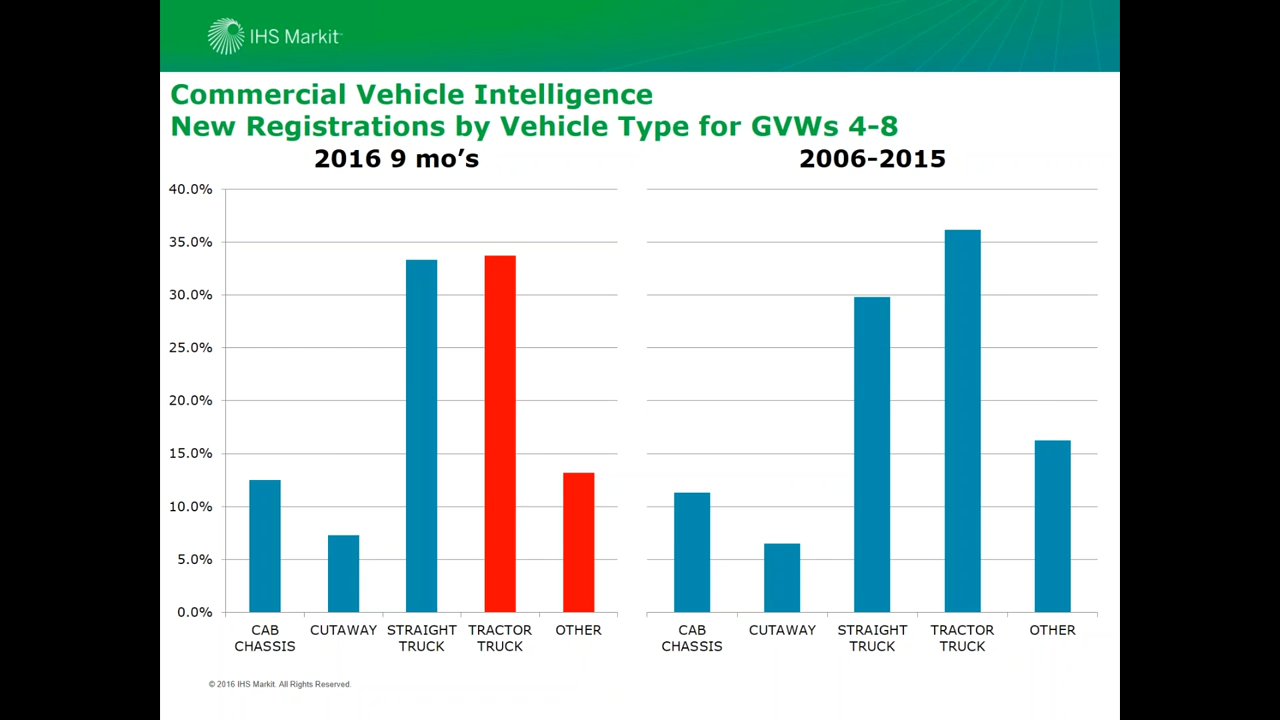 IHS Markit
Commercial Vehicle Intelligence
New Registrations by Vehicle Type for GVWs 4-8
2016 9 mo’s
2006-2015
40.0%
35.0%
30.0%
25.0%
20.0%
15.0%
10.0%
5.0%
0.0%
CAB CUTAWAY STRAIGHT TRACTOR OTHER
CHASSIS TRUCK TRUCK
CAB CUTAWAY STRAIGHT TRACTOR OTHER
CHASSIS TRUCK TRUCK
© 2016 IHS Markit. All Rights Reserved.